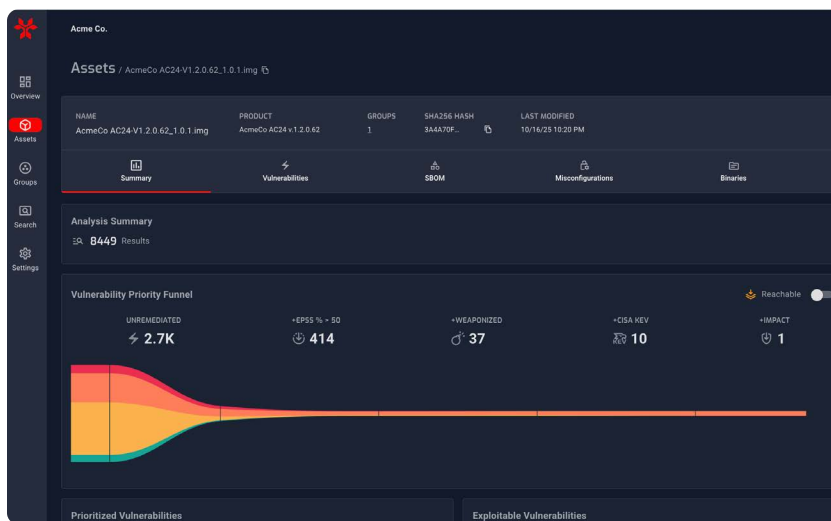 Acme Co.
Assets / AcmeCo AC24-V1.2.0.62_1.0.1.img
Overview
Assets
Groups
Search
Settings
NAME PRODUCT GROUPS SHA256 HASH LAST MODIFIED
AcmeCo AC24-V1.2.0.62_1.0.1.img AcmeCo AC24 v.1.2.0.62 1 3A4A70F... 10/16/25 10:20 PM
Summary Vulnerabilities SBOM Misconfigurations Binaries
Analysis Summary
8449 Results
Vulnerability Priority Funnel Reachable
UNREMEDIATED +EPSS % > 50 +WEAPONIZED +CISA KEV +IMPACT
2.7K 414 37 10 1
Prioritized Vulnerabilities Exploitable Vulnerabilities